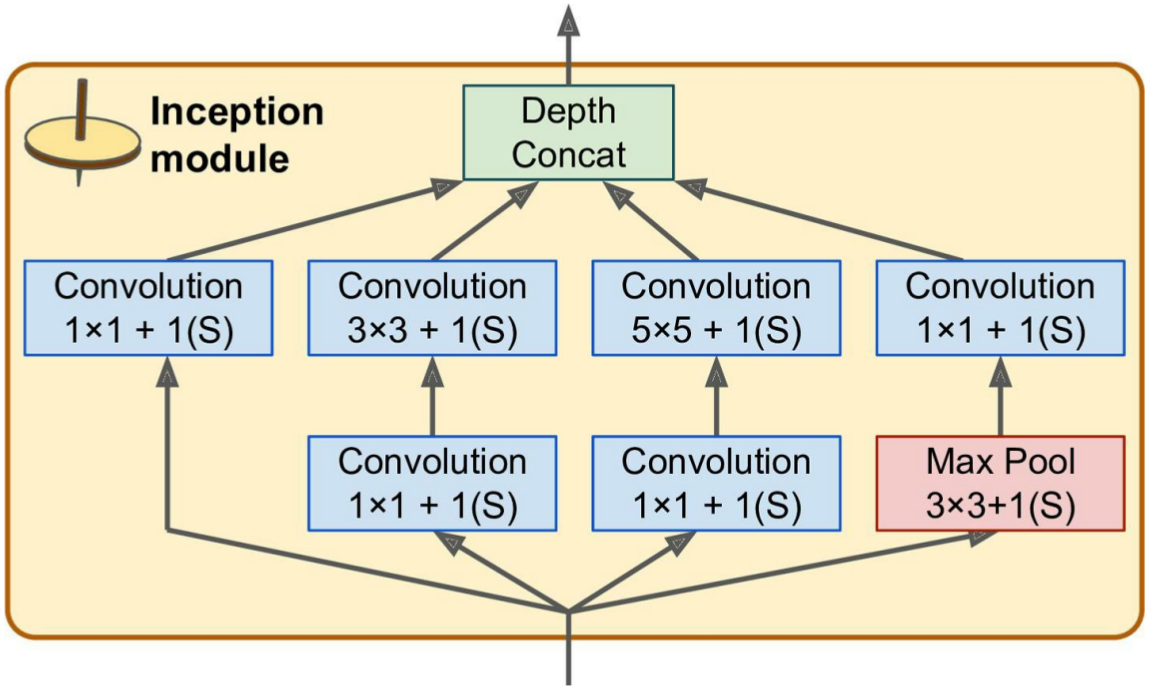 Inception
module
Depth
Concat
Convolution
1×1 + 1(S)
Convolution
3×3 + 1(S)
Convolution
5×5 + 1(S)
Convolution
1×1 + 1(S)
Convolution
1×1 + 1(S)
Convolution
1×1 + 1(S)
Max Pool
3×3+1(S)